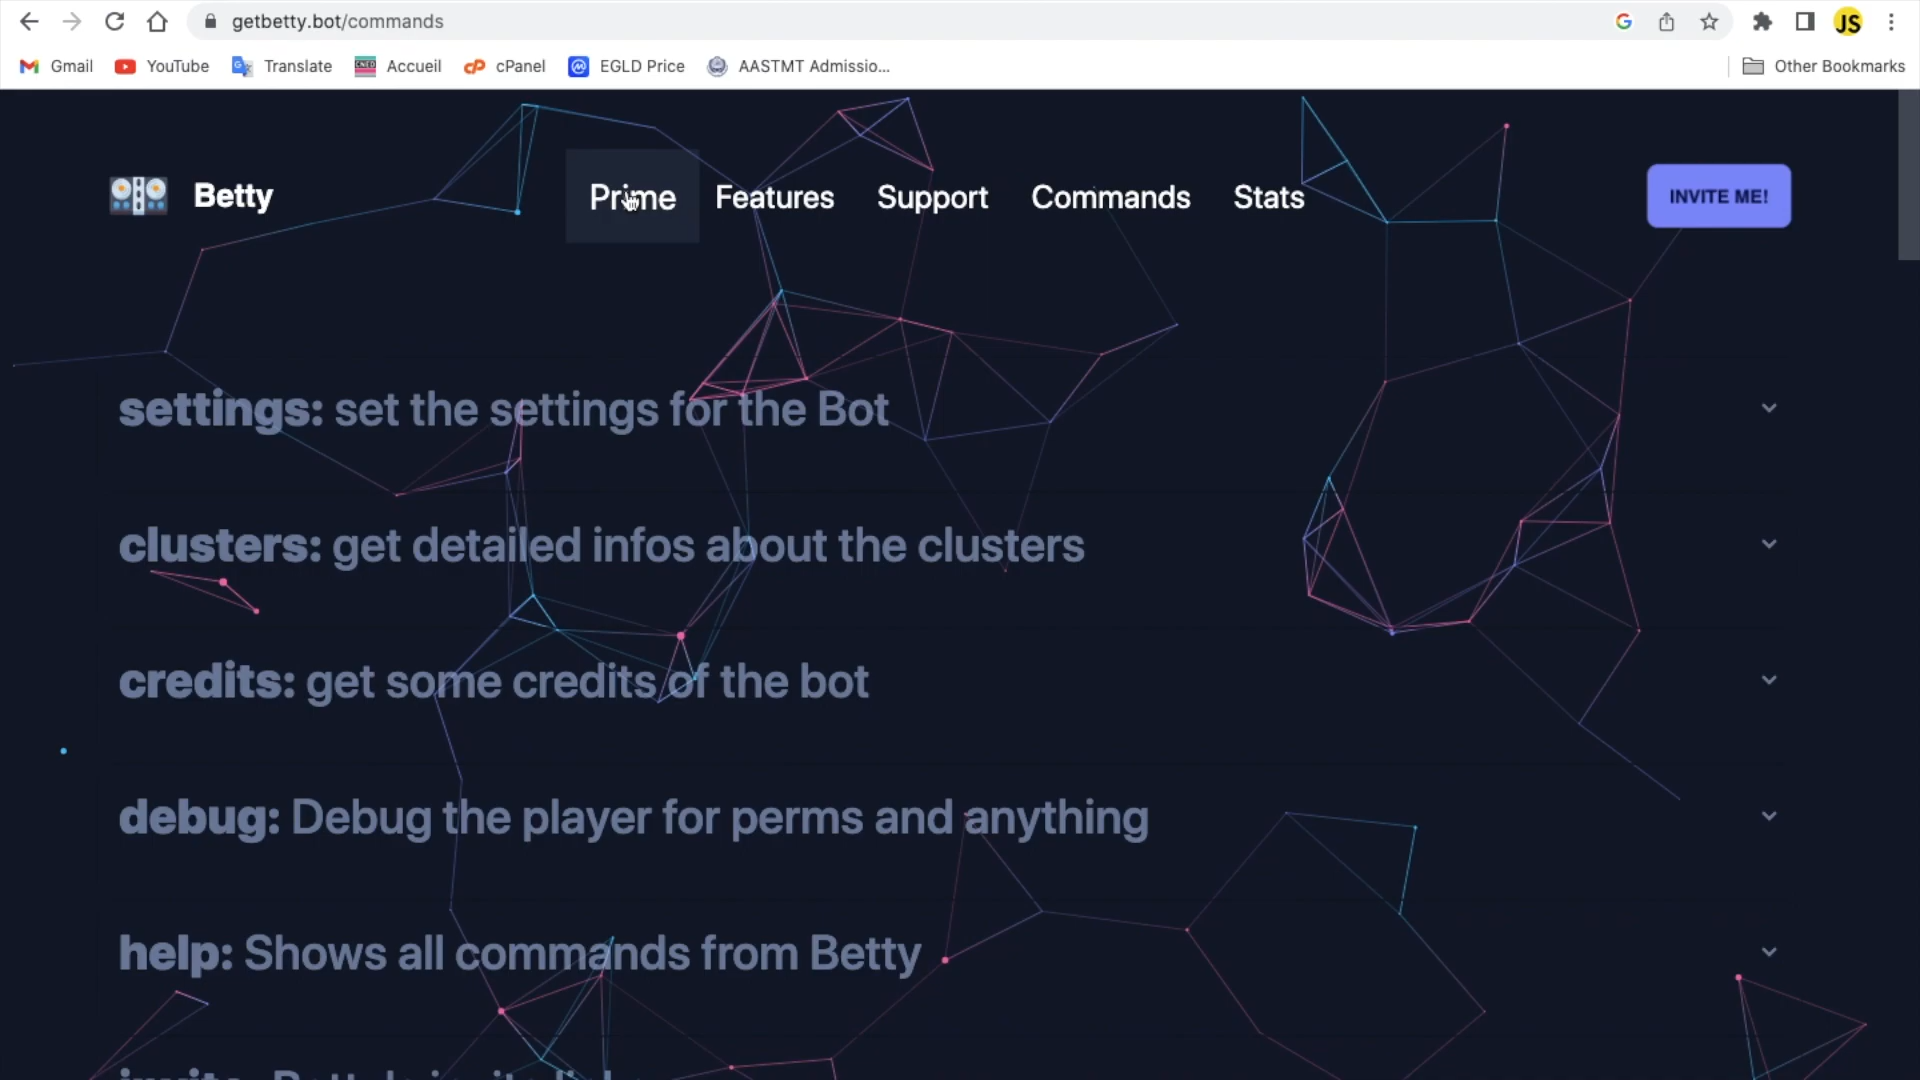 getbetty.bot/commands
Gmail YouTube Translate Accueil cPanel EGLD Price AASTMT Admissio... Other Bookmarks
Betty Prime Features Support Commands Stats INVITE ME!
settings: set the settings for the Bot
clusters: get detailed infos about the clusters
credits: get some credits of the bot
debug: Debug the player for perms and anything
help: Shows all commands from Betty